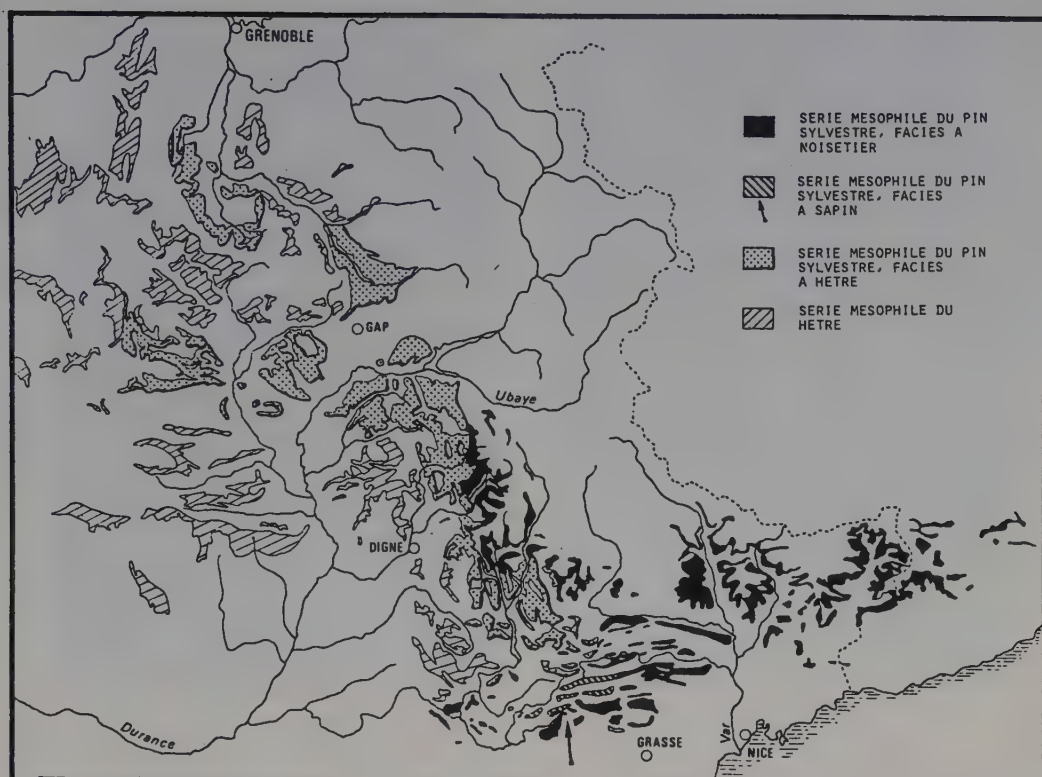 GRENOBLE
SERIE MESOPHILE DU PIN
SYLVESTRE, FACIES A
NOISETIER
SERIE MESOPHILE DU PIN
SYLVESTRE, FACIES
A SAPIN
SERIE MESOPHILE DU PIN
SYLVESTRE, FACIES
A HETRE
SERIE MESOPHILE DU
HETRE
GAP
Ubaye
DIGNE
Durance
GRASSE
Var
NICE